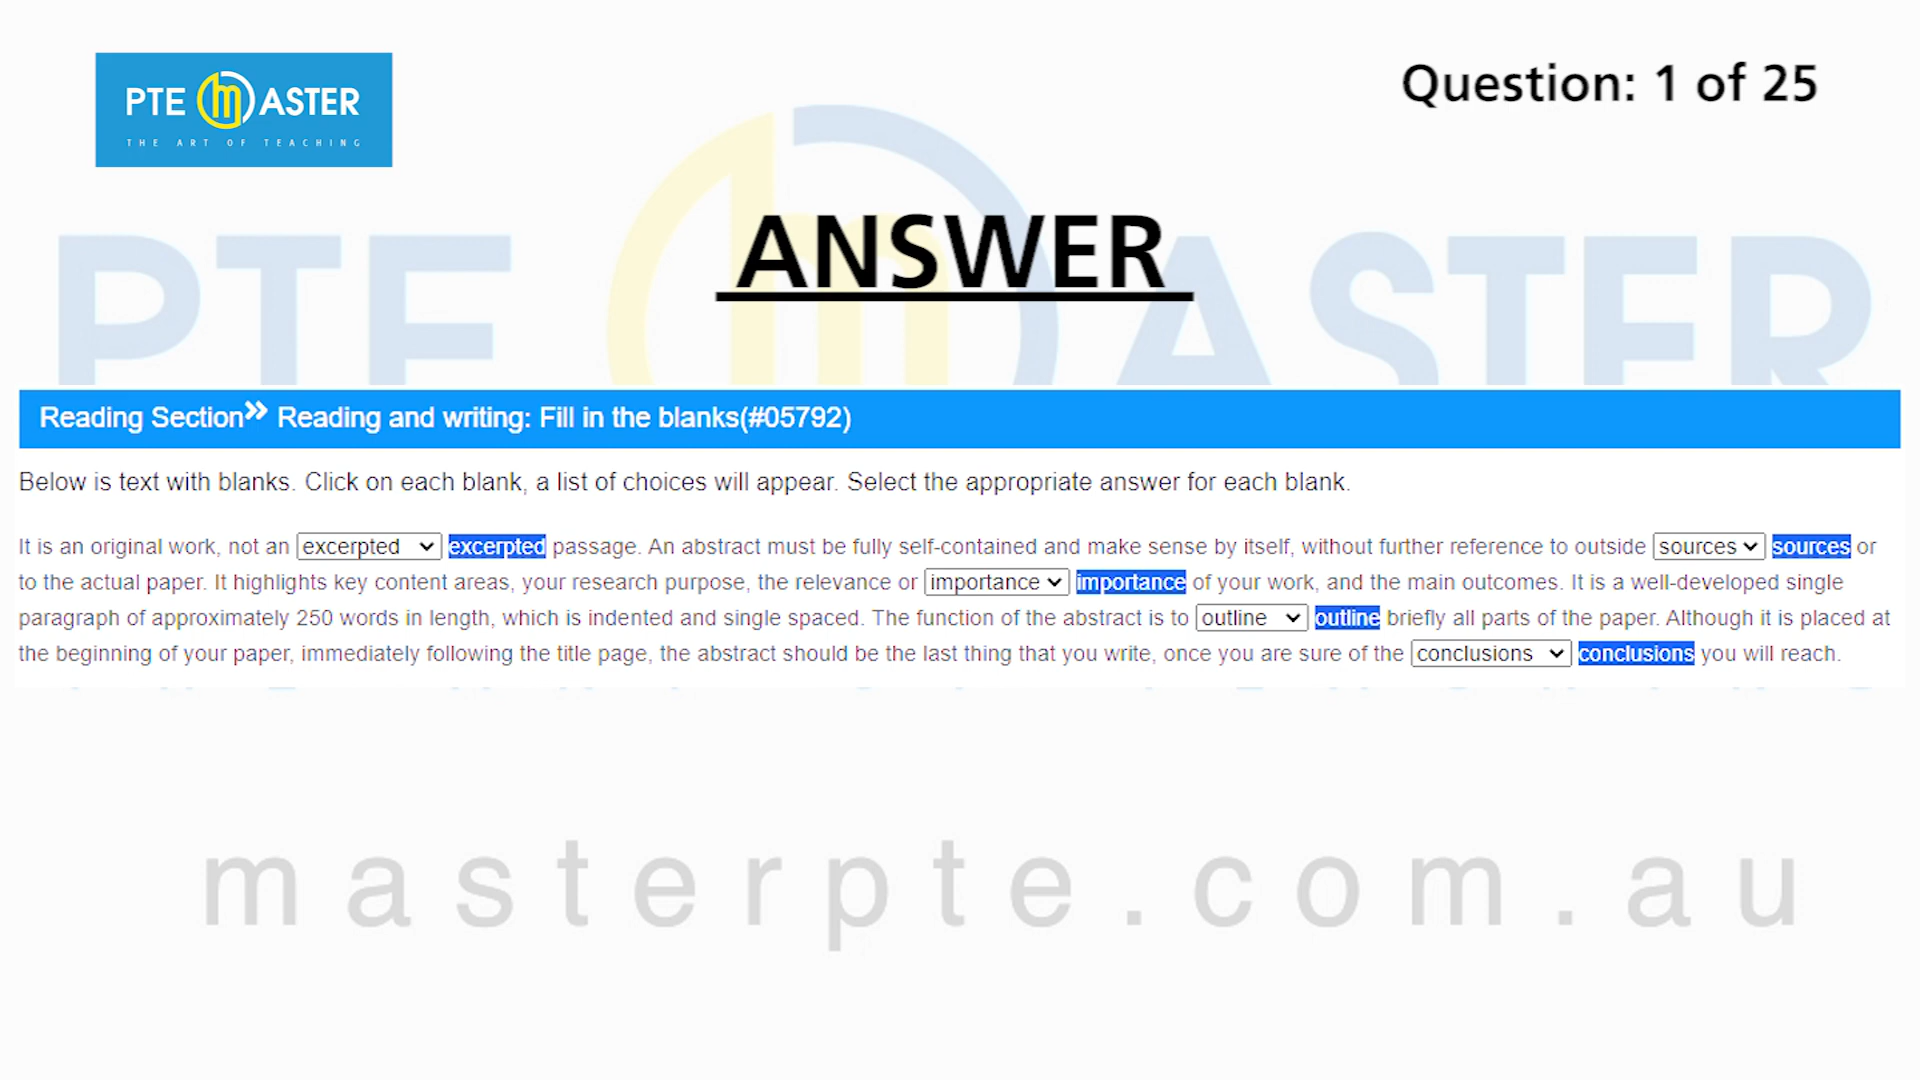 PTE MASTER
THE ART OF TEACHING
Question: 1 of 25
PTE MASTER
ANSWER
Reading Section» Reading and writing: Fill in the blanks(#05792)
Below is text with blanks. Click on each blank, a list of choices will appear. Select the appropriate answer for each blank.
It is an original work, not an excerpted excerpted passage. An abstract must be fully self-contained and make sense by itself, without further reference to outside sources sources or
to the actual paper. It highlights key content areas, your research purpose, the relevance or importance importance of your work, and the main outcomes. It is a well-developed single
paragraph of approximately 250 words in length, which is indented and single spaced. The function of the abstract is to outline outline briefly all parts of the paper. Although it is placed at
the beginning of your paper, immediately following the title page, the abstract should be the last thing that you write, once you are sure of the conclusions conclusions you will reach.
masterpte.com.au